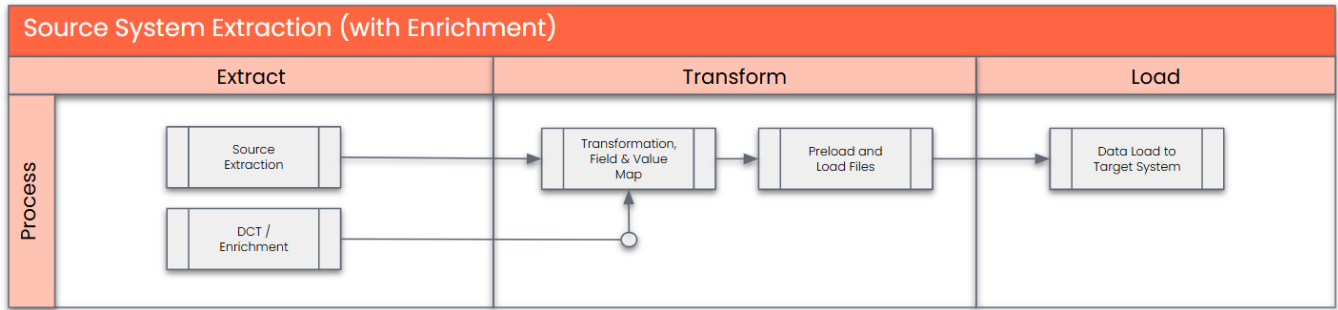 Source System Extraction (with Enrichment)
Extract
Transform
Load
Process
Source
Extraction
Transformation,
Field & Value
Map
Preload and
Load Files
Data Load to
Target System
DCT /
Enrichment